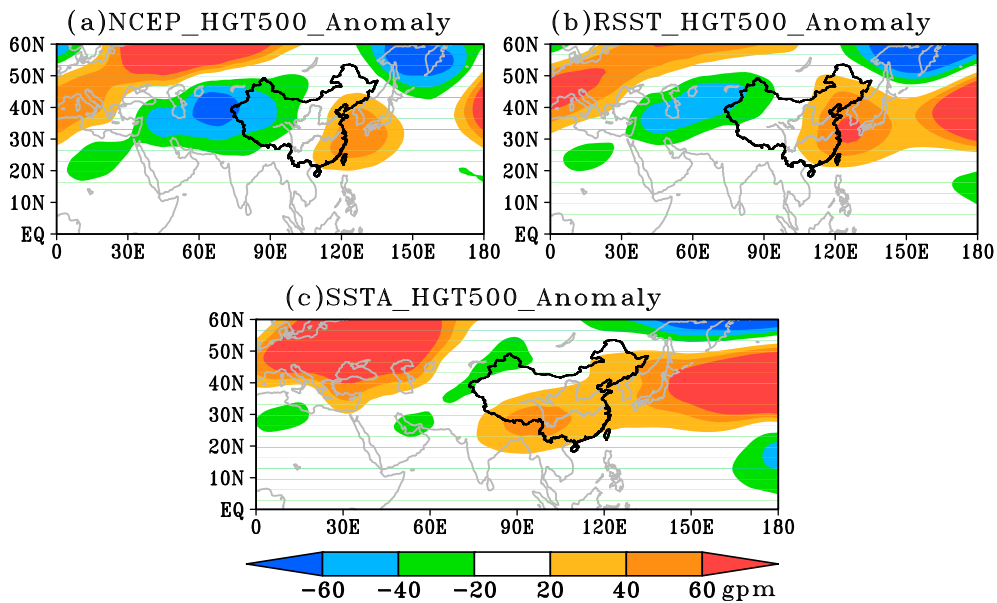 (a)NCEP_HGT500_Anomaly
60N
50N
40N
30N
20N
10N
EQ
0 30E 60E 90E 120E 150E 180
(b)RSST_HGT500_Anomaly
60N
50N
40N
30N
20N
10N
EQ
0 30E 60E 90E 120E 150E 180
(c)SSTA_HGT500_Anomaly
60N
50N
40N
30N
20N
10N
EQ
0 30E 60E 90E 120E 150E 180
-60 -40 -20 20 40 60 gpm